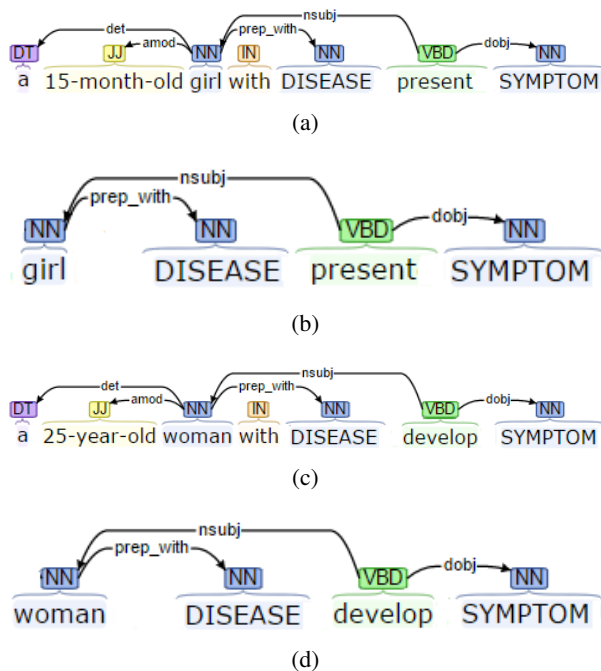 nsubj
det prep_with
amod dobj
DT JJ NN IN NN VBD NN
a 15-month-old girl with DISEASE present SYMPTOM
(a)
nsubj
prep_with
dobj
NN NN VBD NN
girl DISEASE present SYMPTOM
(b)
nsubj
det prep_with
amod dobj
DT JJ NN IN NN VBD NN
a 25-year-old woman with DISEASE develop SYMPTOM
(c)
nsubj
prep_with
dobj
NN NN VBD NN
woman DISEASE develop SYMPTOM
(d)